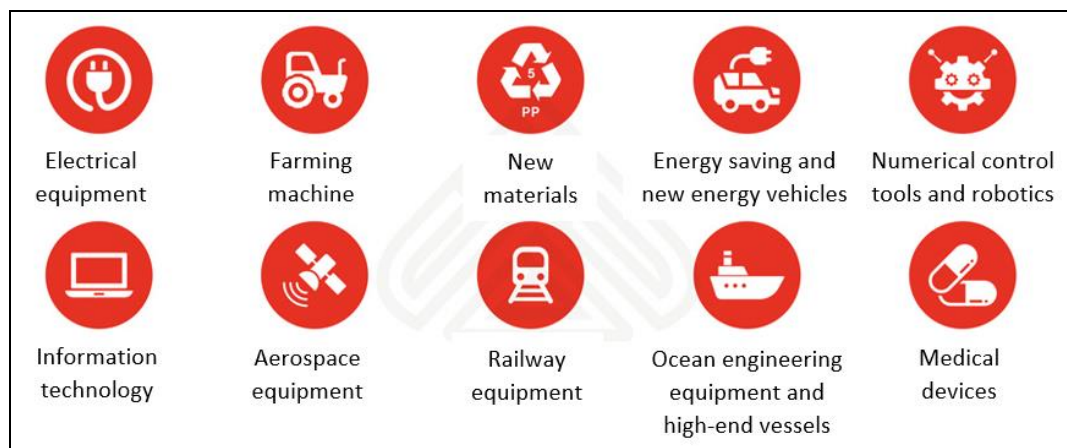 5
PP
Electrical
equipment
Farming
machine
New
materials
Energy saving and
new energy vehicles
Numerical control
tools and robotics
Information
technology
Aerospace
equipment
Railway
equipment
Ocean engineering
equipment and
high-end vessels
Medical
devices